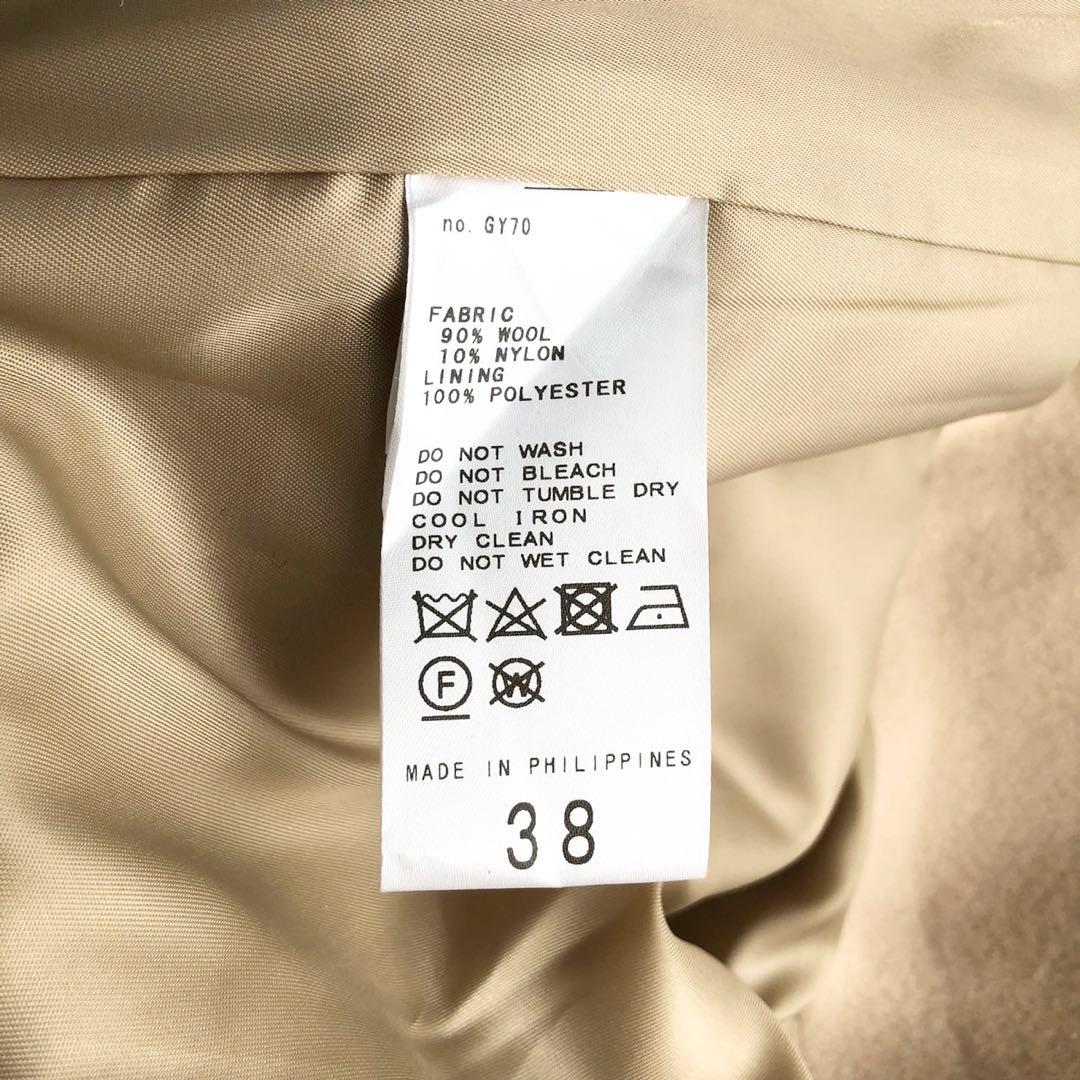 no. GY70
FABRIC
90% WOOL
10% NYLON
LINING
100% POLYESTER
DO NOT WASH
DO NOT BLEACH
DO NOT TUMBLE DRY
COOL IRON
DRY CLEAN
DO NOT WET CLEAN
F W
MADE IN PHILIPPINES
38